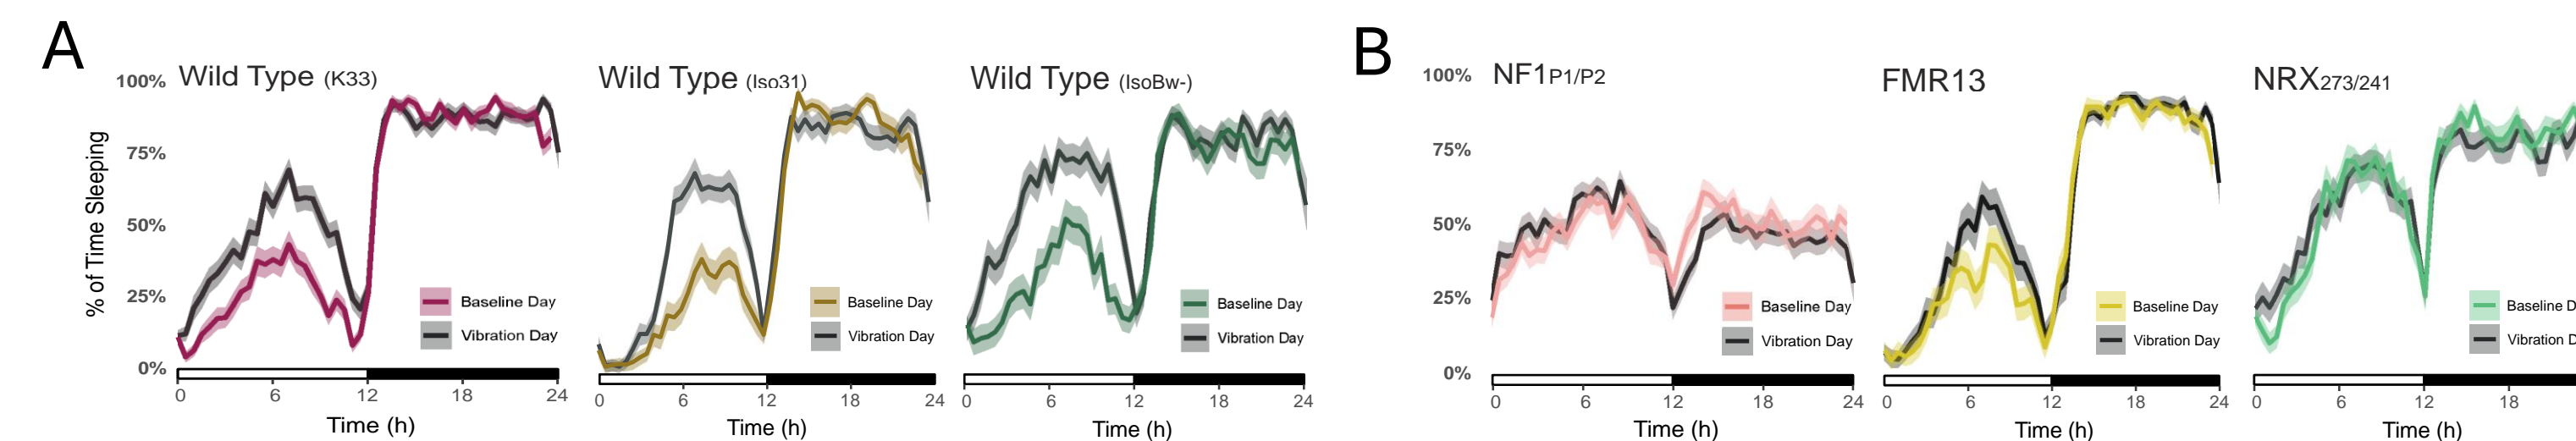 A
B
Wild Type (K33)
Wild Type (Iso31)
Wild Type (IsoBw-)
NF1P1/P2
FMR13
NRX273/241
% of Time Sleeping
100%
75%
50%
25%
0%
100%
75%
50%
25%
0%
Baseline Day
Vibration Day
Baseline Day
Vibration Day
Baseline Day
Vibration Day
Baseline Day
Vibration Day
Baseline Day
Vibration Day
Baseline D
Vibration D
0 6 12 18 24
0 6 12 18 24
0 6 12 18 24
0 6 12 18 24
0 6 12 18 24
0 6 12 18
Time (h)
Time (h)
Time (h)
Time (h)
Time (h)
Time (h)